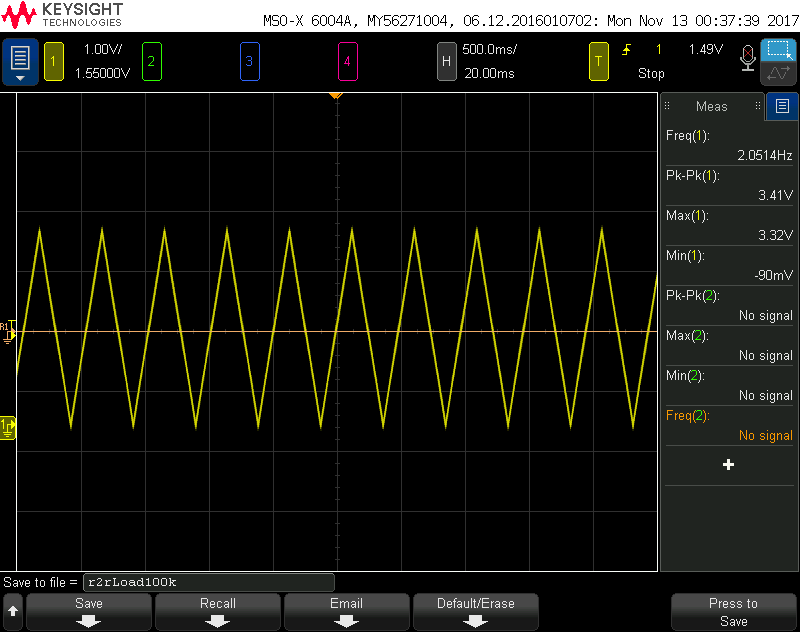 KEYSIGHT
TECHNOLOGIES
MSO-X 6004A, MY56271004, 06.12.2016010702: Mon Nov 13 00:37:39 2017
1 1.00V/ 2 3 4 H 500.0ms/ T 1 1.49V
1.55000V 20.00ms Stop
Meas
Freq(1):
2.0514Hz
Pk-Pk(1):
3.41V
Max(1):
3.32V
Min(1):
-90mV
Pk-Pk(2):
No signal
Max(2):
No signal
Min(2):
No signal
Freq(2):
No signal
R1
T
1
Save to file = r2rLoad100k
Save Recall Email Default/Erase Press to
Save